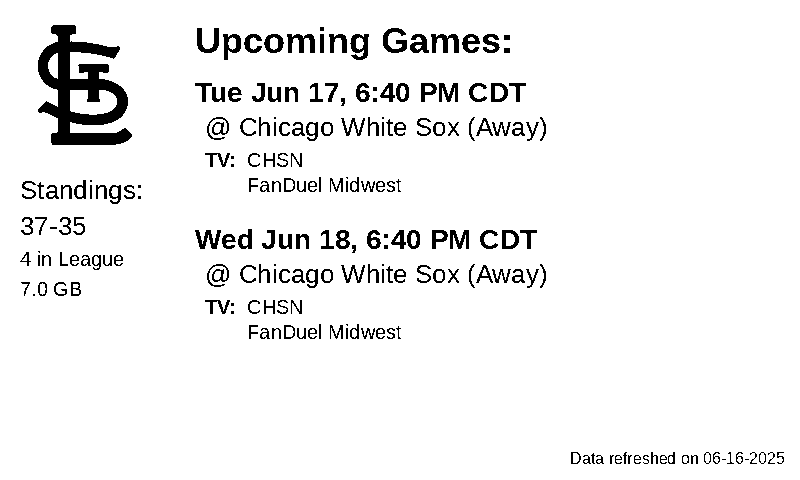 STL
Standings:
37-35
4 in League
7.0 GB
Upcoming Games:
Tue Jun 17, 6:40 PM CDT
@ Chicago White Sox (Away)
TV: CHSN
FanDuel Midwest
Wed Jun 18, 6:40 PM CDT
@ Chicago White Sox (Away)
TV: CHSN
FanDuel Midwest
Data refreshed on 06-16-2025